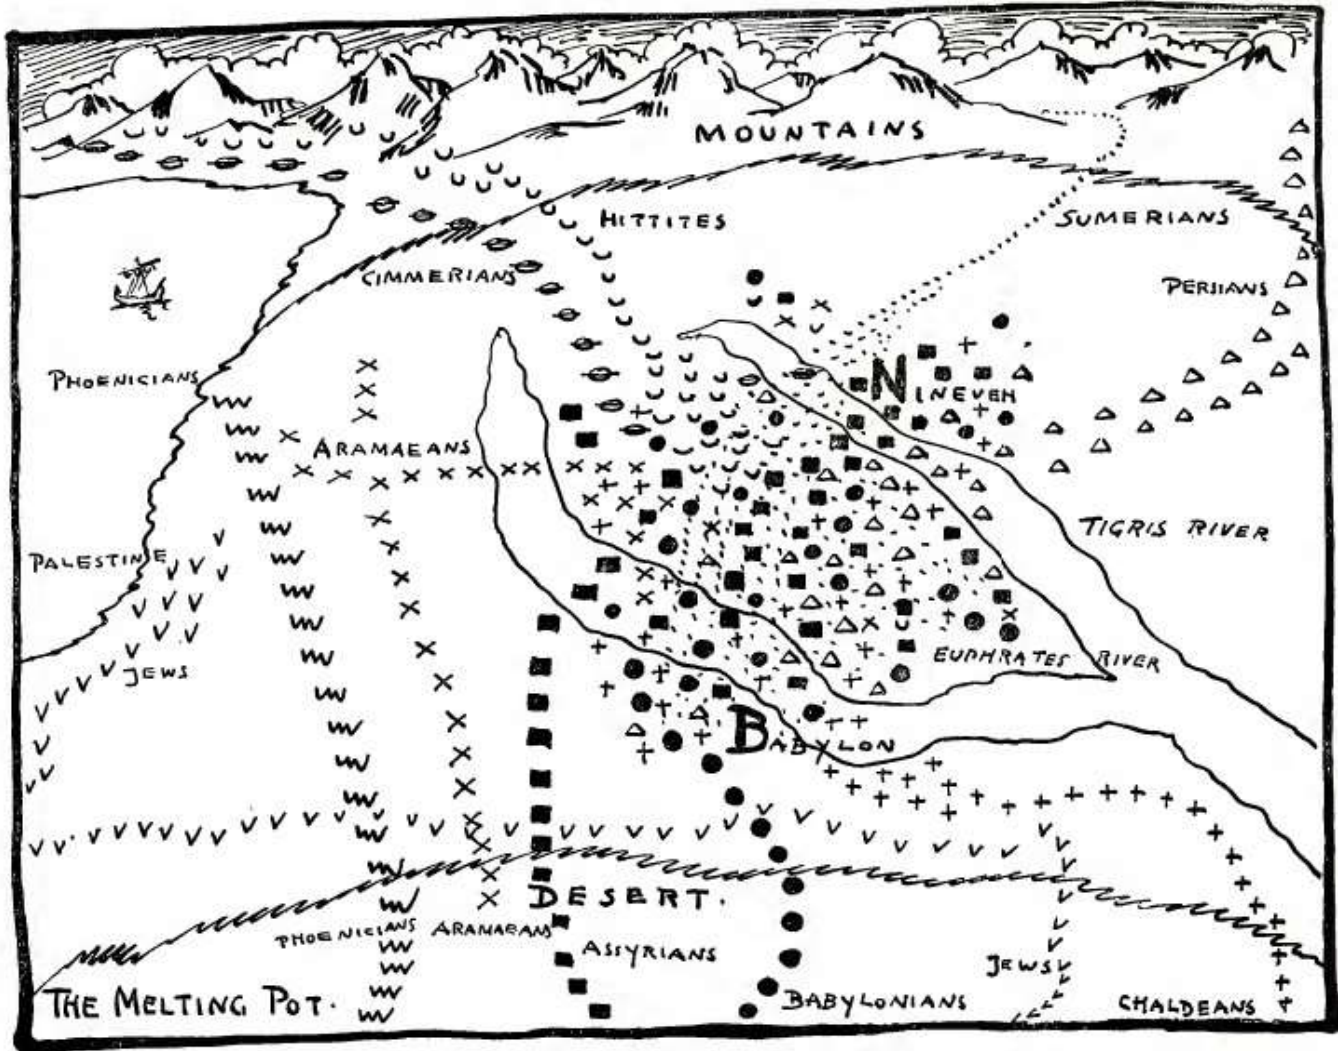 MOUNTAINS
HITTITES
SUMERIANS
CIMMERIANS
PERSIANS
PHOENICIANS
NINEVEH
ARAMAEANS
TIGRIS RIVER
PALESTINE
EUPHRATES RIVER
JEWS
BABYLON
DESERT.
PHOENICIANS
ARAMAEANS
ASSYRIANS
JEWS
THE MELTING POT.
BABYLONIANS
CHALDEANS